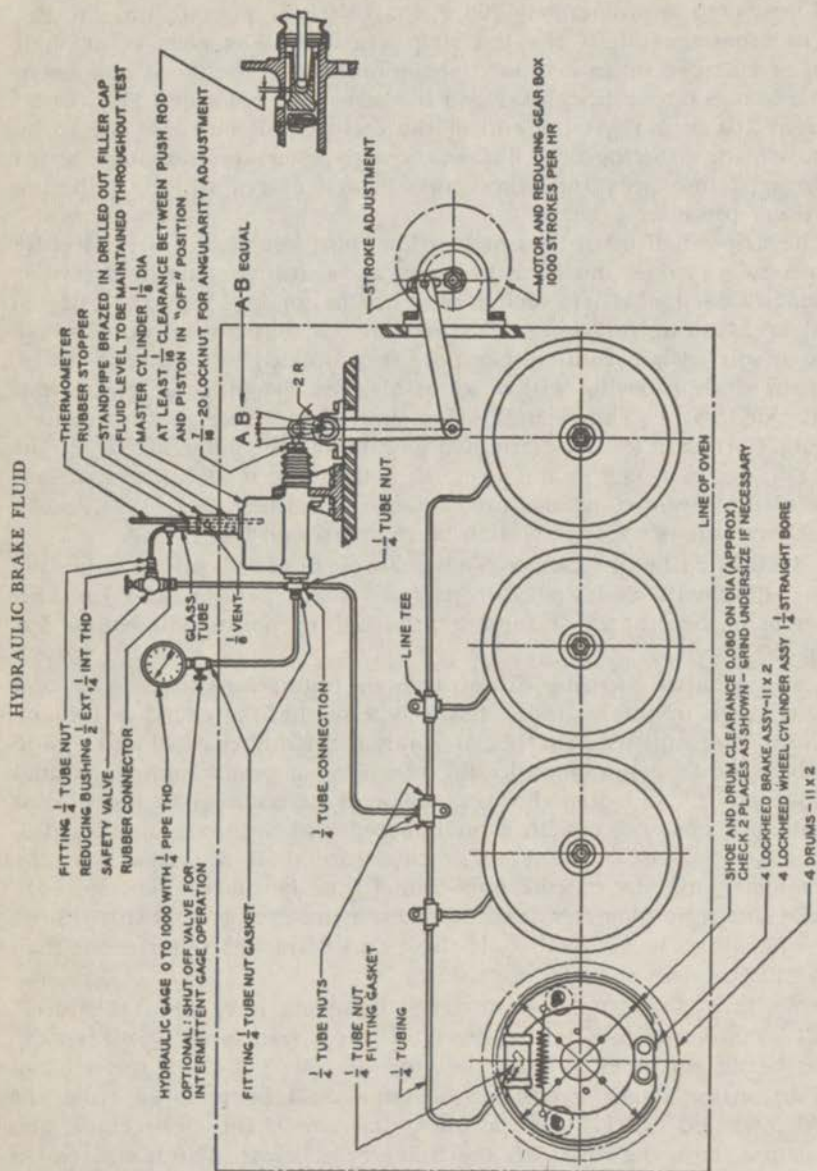 HYDRAULIC BRAKE FLUID
THERMOMETER
RUBBER STOPPER
STANDPIPE BRAZED IN DRILLED OUT FILLER CAP
FLUID LEVEL TO BE MAINTAINED THROUGHOUT TEST
MASTER CYLINDER 1 1/8 DIA
AT LEAST 1/16 CLEARANCE BETWEEN PUSH ROD
AND PISTON IN "OFF" POSITION
7/16-20 LOCKNUT FOR ANGULARITY ADJUSTMENT
A B
A-B EQUAL
2 R
FITTING 1/4 TUBE NUT
REDUCING BUSHING 1/2 EXT, 1/4 INT THD
SAFETY VALVE
RUBBER CONNECTOR
GLASS
TUBE
1/8 VENT
HYDRAULIC GAGE 0 TO 1000 WITH 1/4 PIPE THD
OPTIONAL: SHUT OFF VALVE FOR
INTERMITTENT GAGE OPERATION
FITTING 1/4 TUBE NUT GASKET
1/4 TUBE CONNECTION
1/4 TUBE NUT
STROKE ADJUSTMENT
MOTOR AND REDUCING GEAR BOX
1000 STROKES PER HR
1/4 TUBE NUTS
1/4 TUBE NUT
FITTING GASKET
1/4 TUBING
LINE TEE
LINE OF OVEN
SHOE AND DRUM CLEARANCE 0.080 ON DIA (APPROX)
CHECK 2 PLACES AS SHOWN - GRIND UNDERSIZE IF NECESSARY
4 LOCKHEED BRAKE ASSY-11 X 2
4 LOCKHEED WHEEL CYLINDER ASSY 1 1/4 STRAIGHT BORE
4 DRUMS - 11 X 2